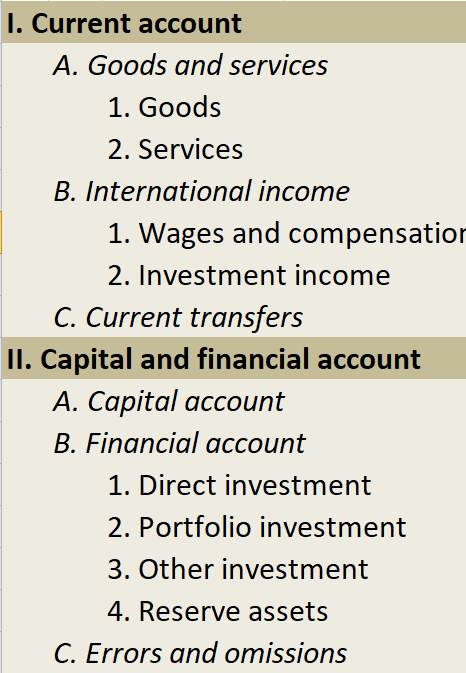 I. Current account
A. Goods and services
1. Goods
2. Services
B. International income
1. Wages and compensation
2. Investment income
C. Current transfers
II. Capital and financial account
A. Capital account
B. Financial account
1. Direct investment
2. Portfolio investment
3. Other investment
4. Reserve assets
C. Errors and omissions